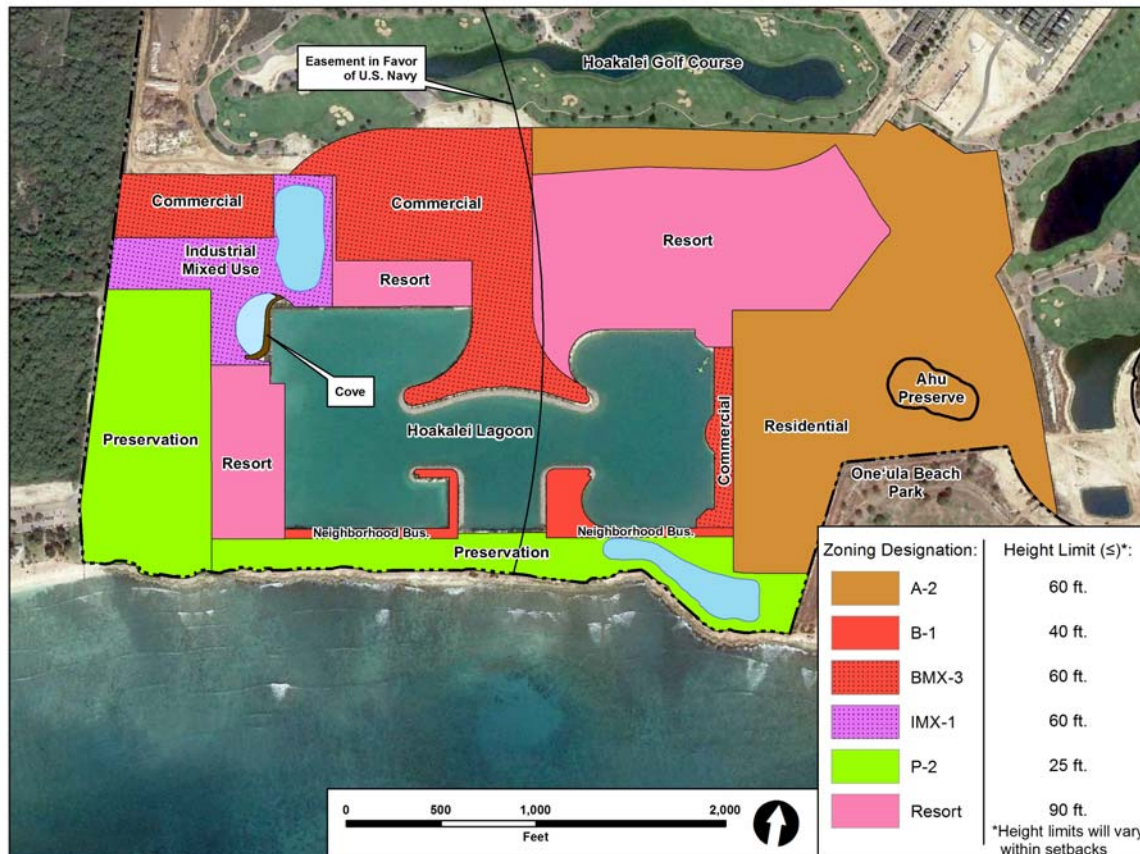 Easement in Favor
of U.S. Navy
Hoakalei Golf Course
Commercial
Commercial
Resort
Industrial
Mixed Use
Resort
Cove
Ahu
Preserve
Hoakalei Lagoon
Commercial
Residential
Preservation
Resort
One'ula Beach
Park
Neighborhood Bus.
Neighborhood Bus.
Preservation
Zoning Designation:
Height Limit (≤)*:
A-2
60 ft.
B-1
40 ft.
BMX-3
60 ft.
IMX-1
60 ft.
P-2
25 ft.
Resort
90 ft.
*Height limits will vary
within setbacks
0
500
1,000
2,000
Feet